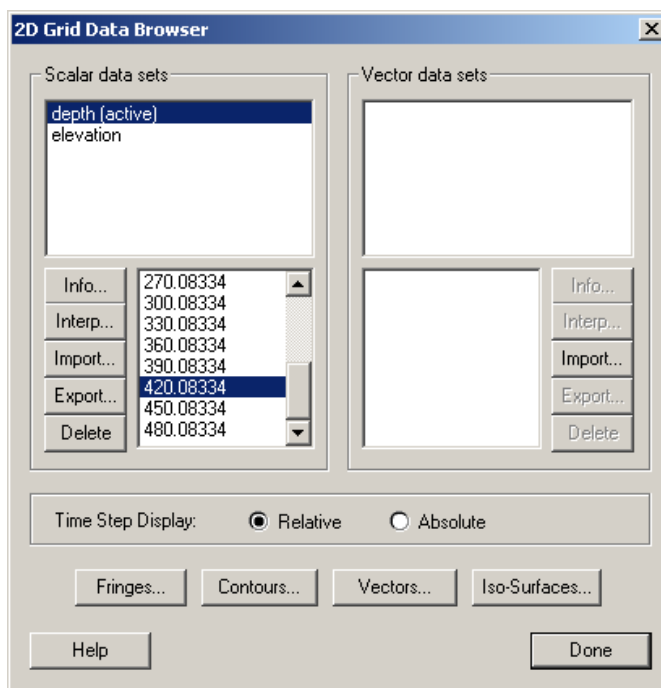 2D Grid Data Browser
Scalar data sets
depth (active)
elevation
Info...
Interp...
Import...
Export...
Delete
270.08334
300.08334
330.08334
360.08334
390.08334
420.08334
450.08334
480.08334
Vector data sets
Info...
Interp...
Import...
Export...
Delete
Time Step Display: Relative Absolute
Fringes... Contours... Vectors... Iso-Surfaces...
Help Done